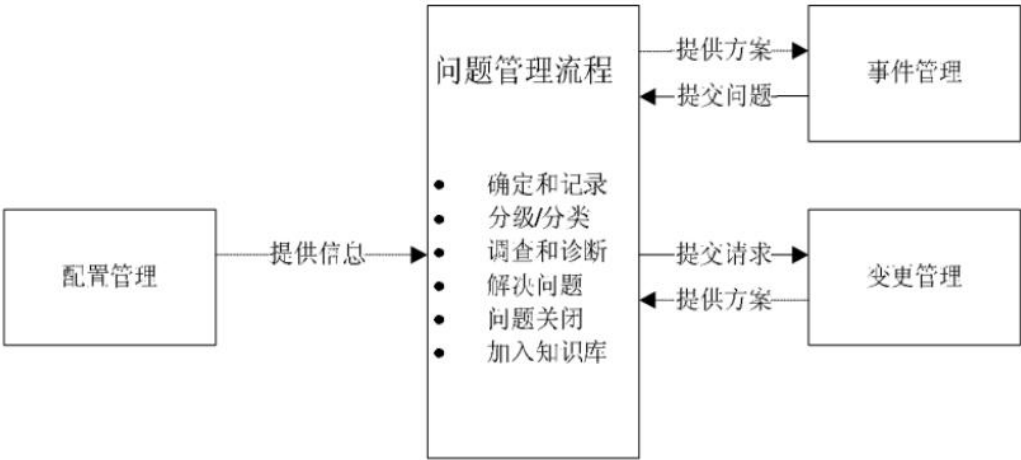 问题管理流程
提供方案
提交问题
事件管理
配置管理
提供信息
确定和记录
分级/分类
调查和诊断
解决问题
问题关闭
加入知识库
提交请求
提供方案
变更管理